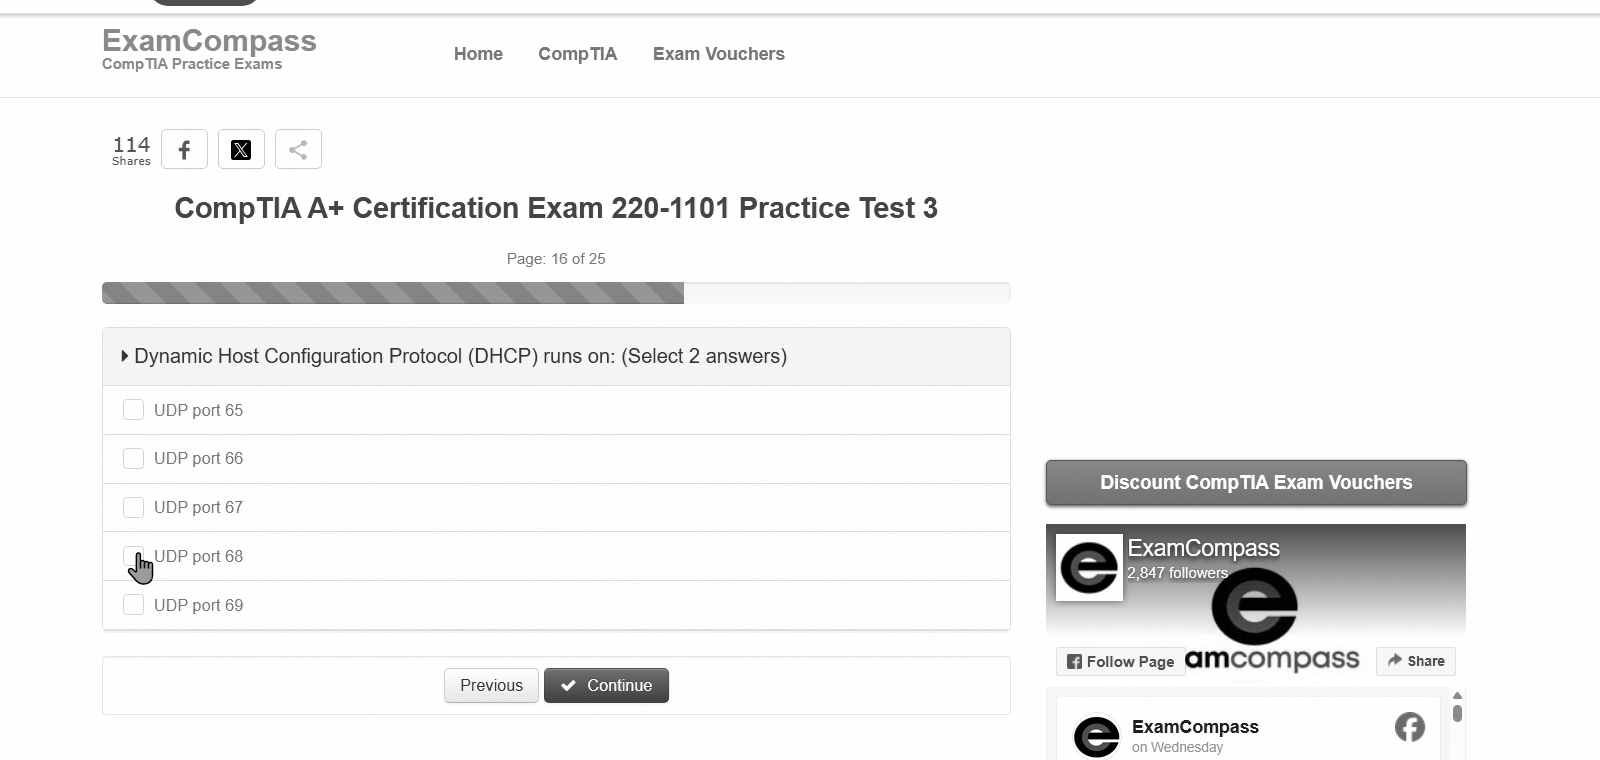 ExamCompass
CompTIA Practice Exams
Home
CompTIA
Exam Vouchers
114
Shares
CompTIA A+ Certification Exam 220-1101 Practice Test 3
Page: 16 of 25
Dynamic Host Configuration Protocol (DHCP) runs on: (Select 2 answers)
UDP port 65
UDP port 66
UDP port 67
UDP port 68
UDP port 69
Previous
Continue
Discount CompTIA Exam Vouchers
ExamCompass
2,847 followers
Follow Page
amcompass
Share
ExamCompass
on Wednesday